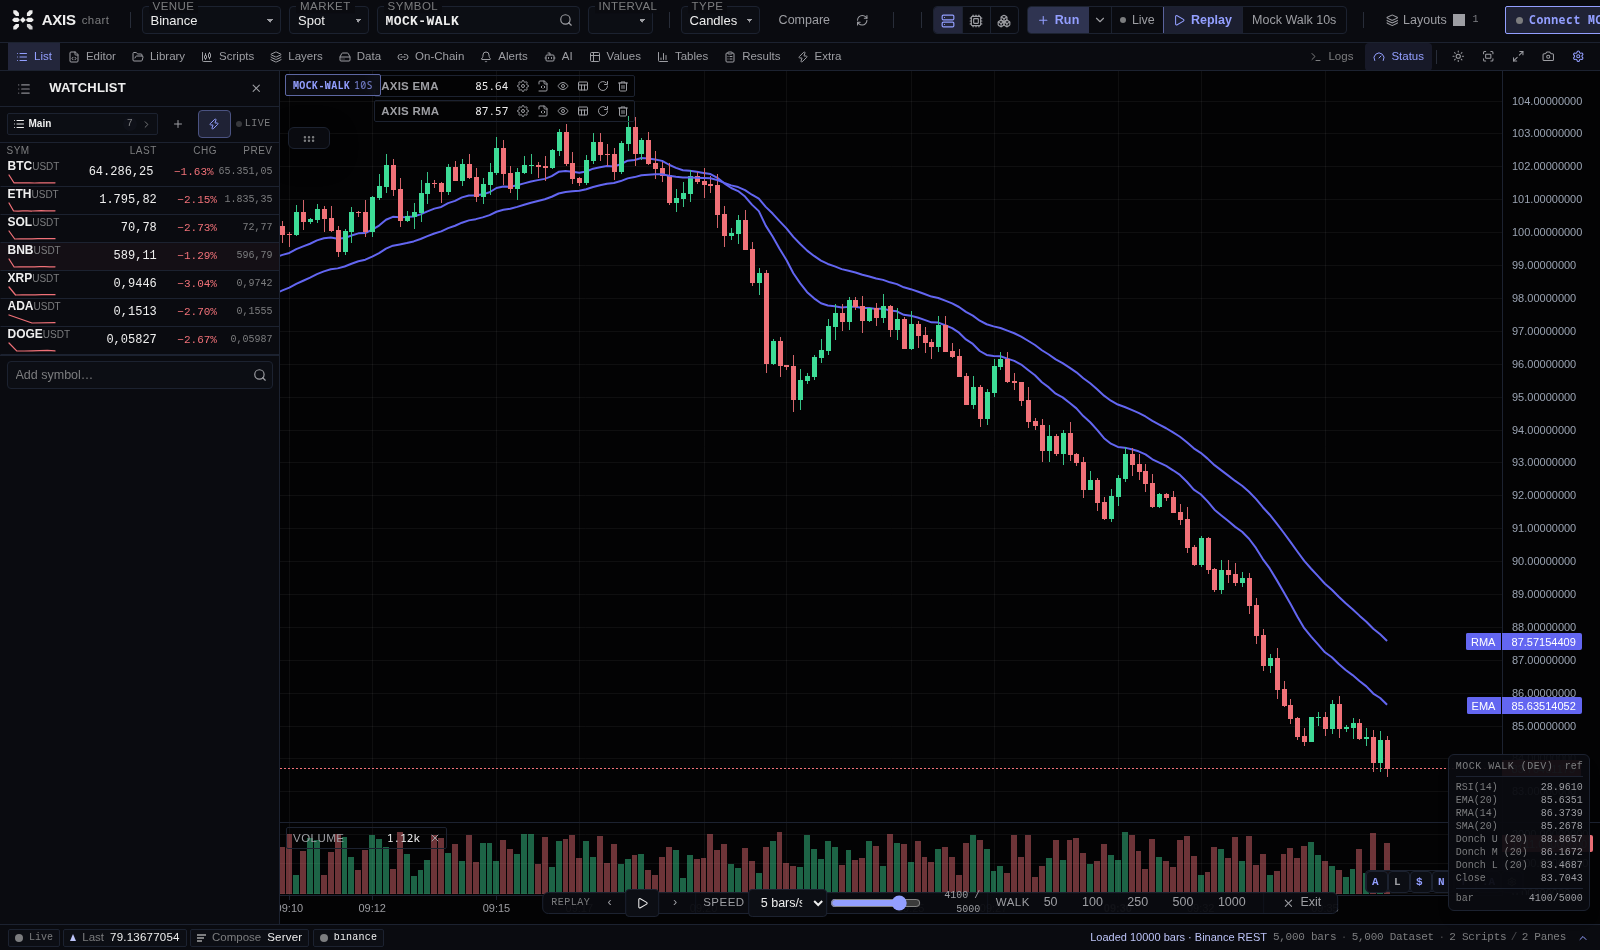 AXIS chart
VENUE
Binance
MARKET
Spot
SYMBOL
MOCK-WALK
INTERVAL
TYPE
Candles
Compare
Run
Live
Replay
Mock Walk 10s
Layouts
1
Connect MC
List
Editor
Library
Scripts
Layers
Data
On-Chain
Alerts
AI
Values
Tables
Results
Extra
Logs
Status
WATCHLIST
Main 7
LIVE
SYM LAST CHG PREV
BTCUSDT 64.286,25 -1.63% 65.351,05
ETHUSDT 1.795,82 -2.15% 1.835,35
SOLUSDT 70,78 -2.73% 72,77
BNBUSDT 589,11 -1.29% 596,79
XRPUSDT 0,9446 -3.04% 0,9742
ADAUSDT 0,1513 -2.70% 0,1555
DOGEUSDT 0,05827 -2.67% 0,05987
Add symbol...
MOCK-WALK 10S
AXIS EMA 85.64
AXIS RMA 87.57
104.00000000
103.00000000
102.00000000
101.00000000
100.00000000
99.00000000
98.00000000
97.00000000
96.00000000
95.00000000
94.00000000
93.00000000
92.00000000
91.00000000
90.00000000
89.00000000
88.00000000
RMA 87.57154409
87.00000000
86.00000000
EMA 85.63514052
85.00000000
MOCK WALK (DEV) ref
RSI(14) 28.9610
EMA(20) 85.6351
RMA(14) 86.3739
SMA(20) 85.2678
Donch U (20) 88.8657
Donch M (20) 86.1672
Donch L (20) 83.4687
Close 83.7043
bar 4100/5000
VOLUME 1.12k
A L $ N
09:10
09:12
09:15
REPLAY
SPEED
5 bars/s
4100 /
5000
WALK
50
100
250
500
1000
Exit
Live
Last 79.13677054
Compose Server
binance
Loaded 10000 bars · Binance REST 5,000 bars · 5,000 Dataset · 2 Scripts / 2 Panes